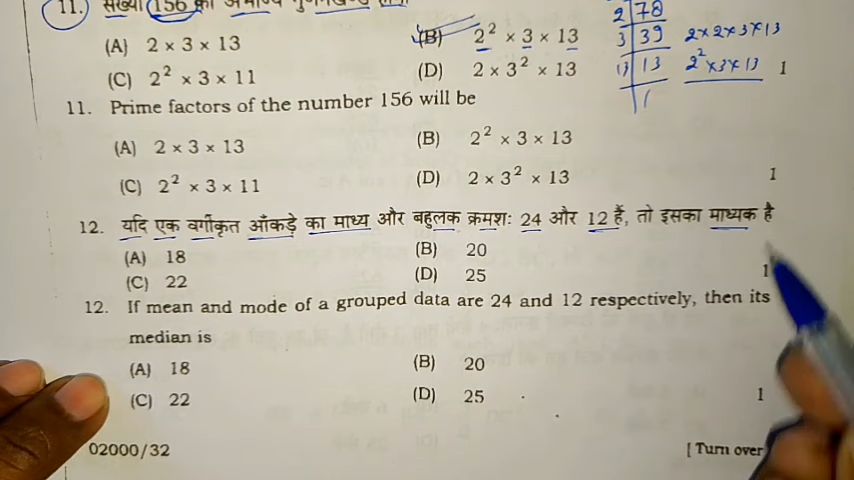 11. संख्या 156 का अभाज्य गुणनखण्ड होगा
(A) 2 × 3 × 13 (B) 2² × 3 × 13
(C) 2² × 3 × 11 (D) 2 × 3² × 13 1
2 78
3 39 2×2×3×13
13 13 2²×3×13
1
11. Prime factors of the number 156 will be
(A) 2 × 3 × 13 (B) 2² × 3 × 13
(C) 2² × 3 × 11 (D) 2 × 3² × 13 1
12. यदि एक वर्गीकृत आँकड़े का माध्य और बहुलक क्रमशः 24 और 12 हैं, तो इसका माध्यक है
(A) 18 (B) 20
(C) 22 (D) 25 1
12. If mean and mode of a grouped data are 24 and 12 respectively, then its
median is
(A) 18 (B) 20
(C) 22 (D) 25 1
02000/32 [ Turn over